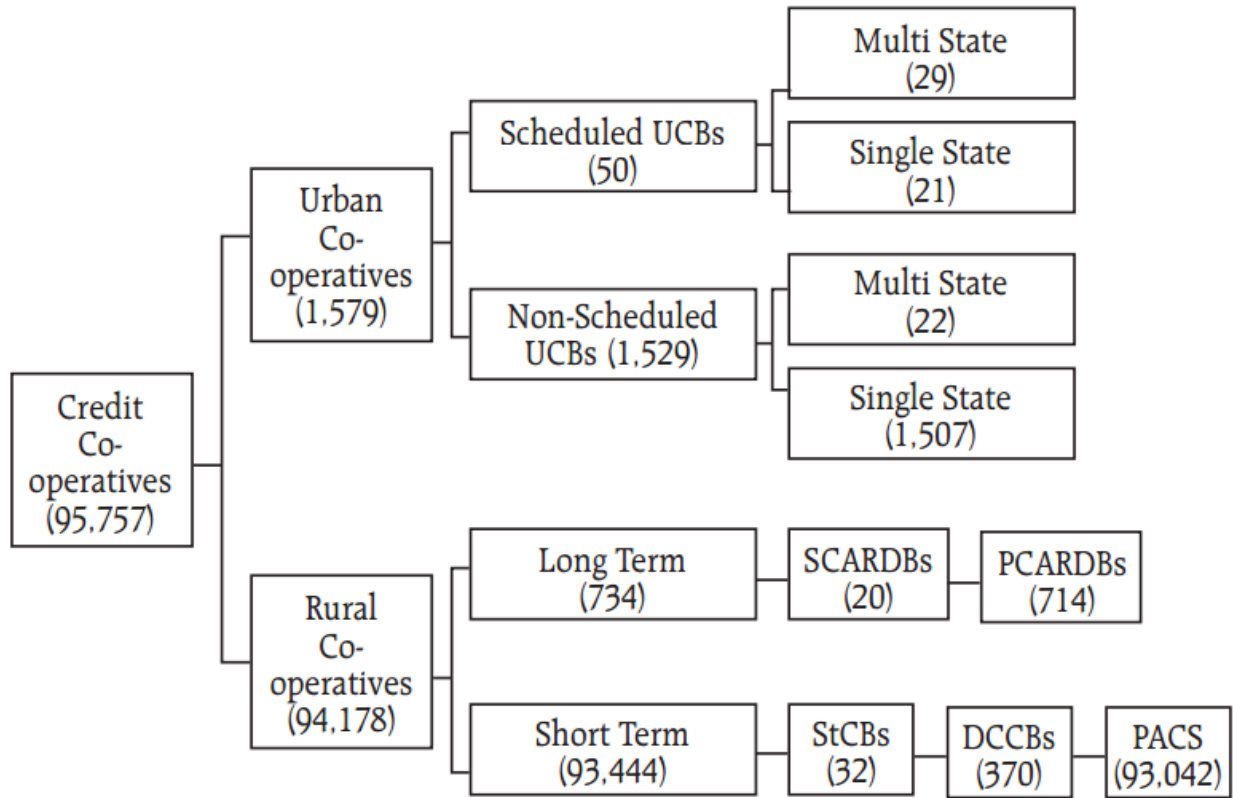 Credit
Co-
operatives
(95,757)
Urban
Co-
operatives
(1,579)
Scheduled UCBs
(50)
Multi State
(29)
Single State
(21)
Non-Scheduled
UCBs (1,529)
Multi State
(22)
Single State
(1,507)
Rural
Co-
operatives
(94,178)
Long Term
(734)
SCARDBs
(20)
PCARDBs
(714)
Short Term
(93,444)
StCBs
(32)
DCCBs
(370)
PACS
(93,042)